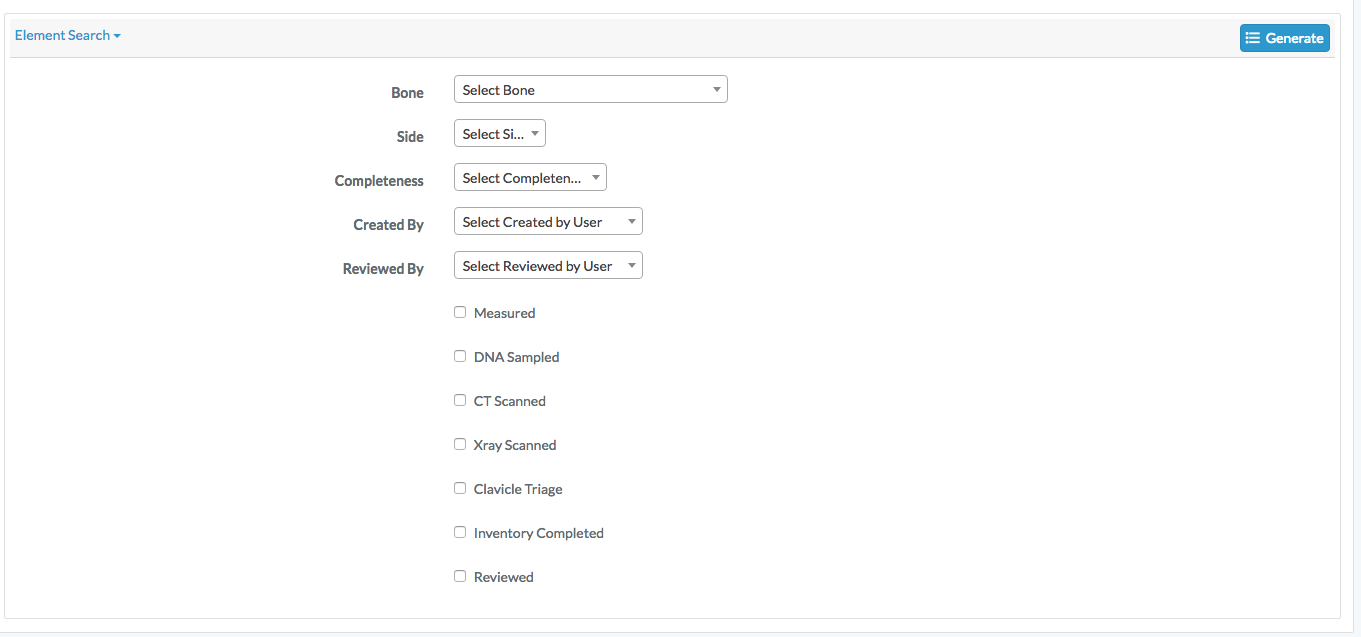 Element Search
Generate
Bone Select Bone
Side Select Si...
Completeness Select Completen...
Created By Select Created by User
Reviewed By Select Reviewed by User
Measured
DNA Sampled
CT Scanned
Xray Scanned
Clavicle Triage
Inventory Completed
Reviewed